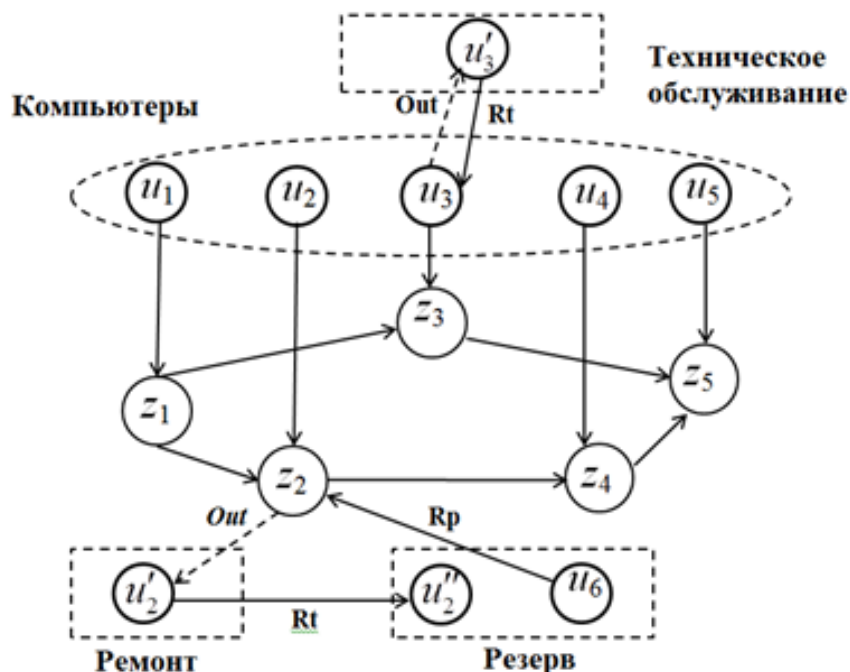 u′₃
Техническое
обслуживание
Компьютеры
Out
Rt
u₁
u₂
u₃
u₄
u₅
z₃
z₅
z₁
z₂
z₄
Out
Rp
u′₂
Rt
u″₂
u₆
Ремонт
Резерв